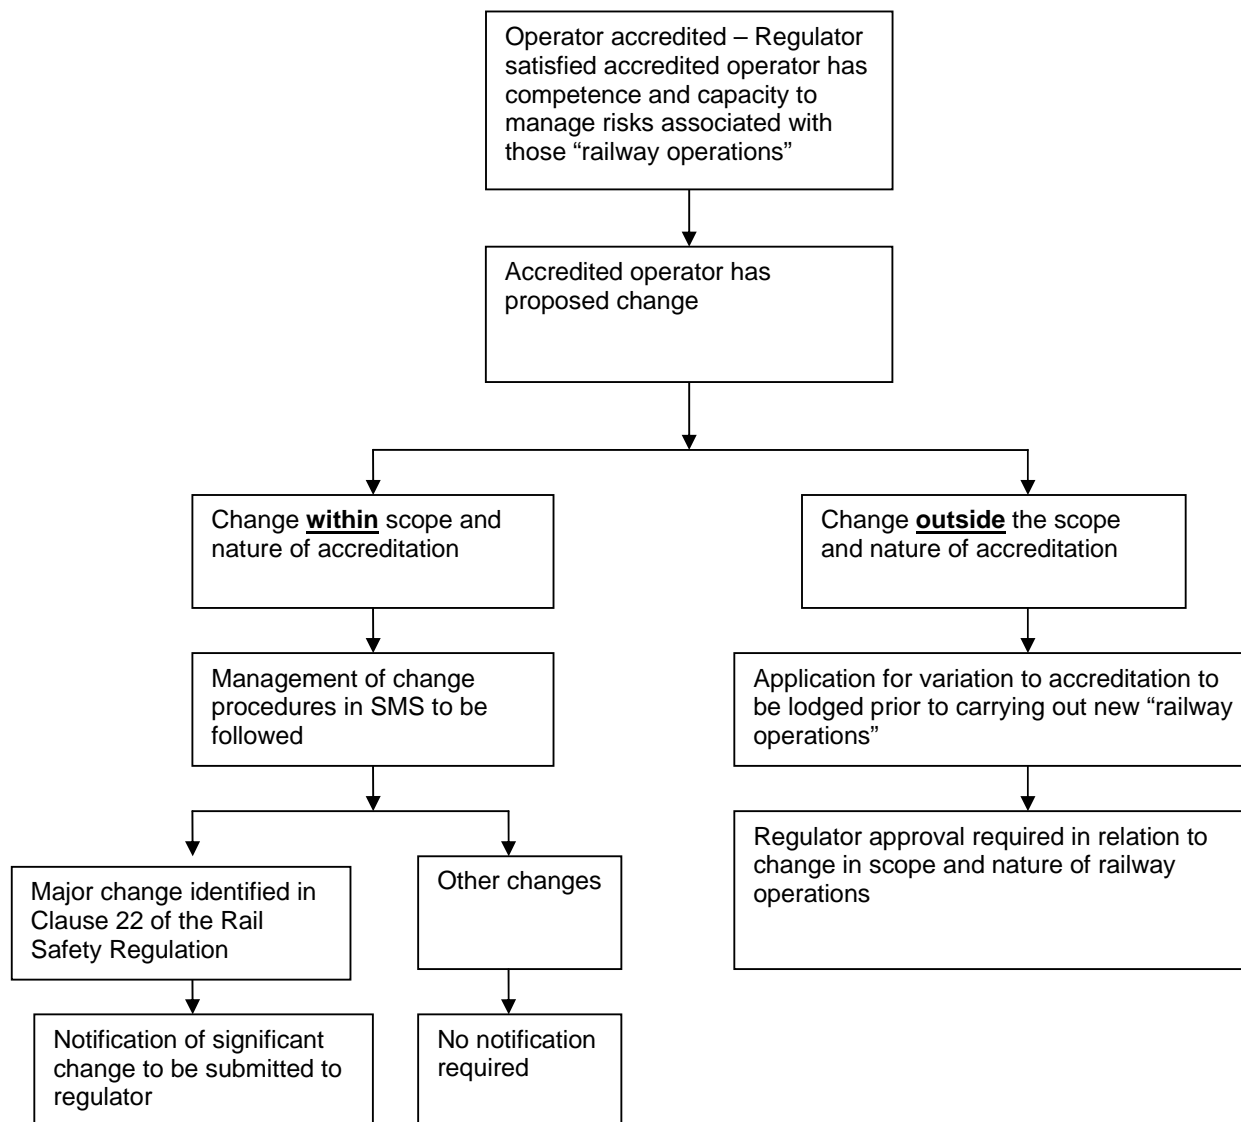 Operator accredited – Regulator
satisfied accredited operator has
competence and capacity to
manage risks associated with
those “railway operations”
Accredited operator has
proposed change
Change within scope and
nature of accreditation
Change outside the scope
and nature of accreditation
Management of change
procedures in SMS to be
followed
Application for variation to accreditation to
be lodged prior to carrying out new “railway
operations”
Major change identified in
Clause 22 of the Rail
Safety Regulation
Other changes
Regulator approval required in relation to
change in scope and nature of railway
operations
Notification of significant
change to be submitted to
regulator
No notification
required